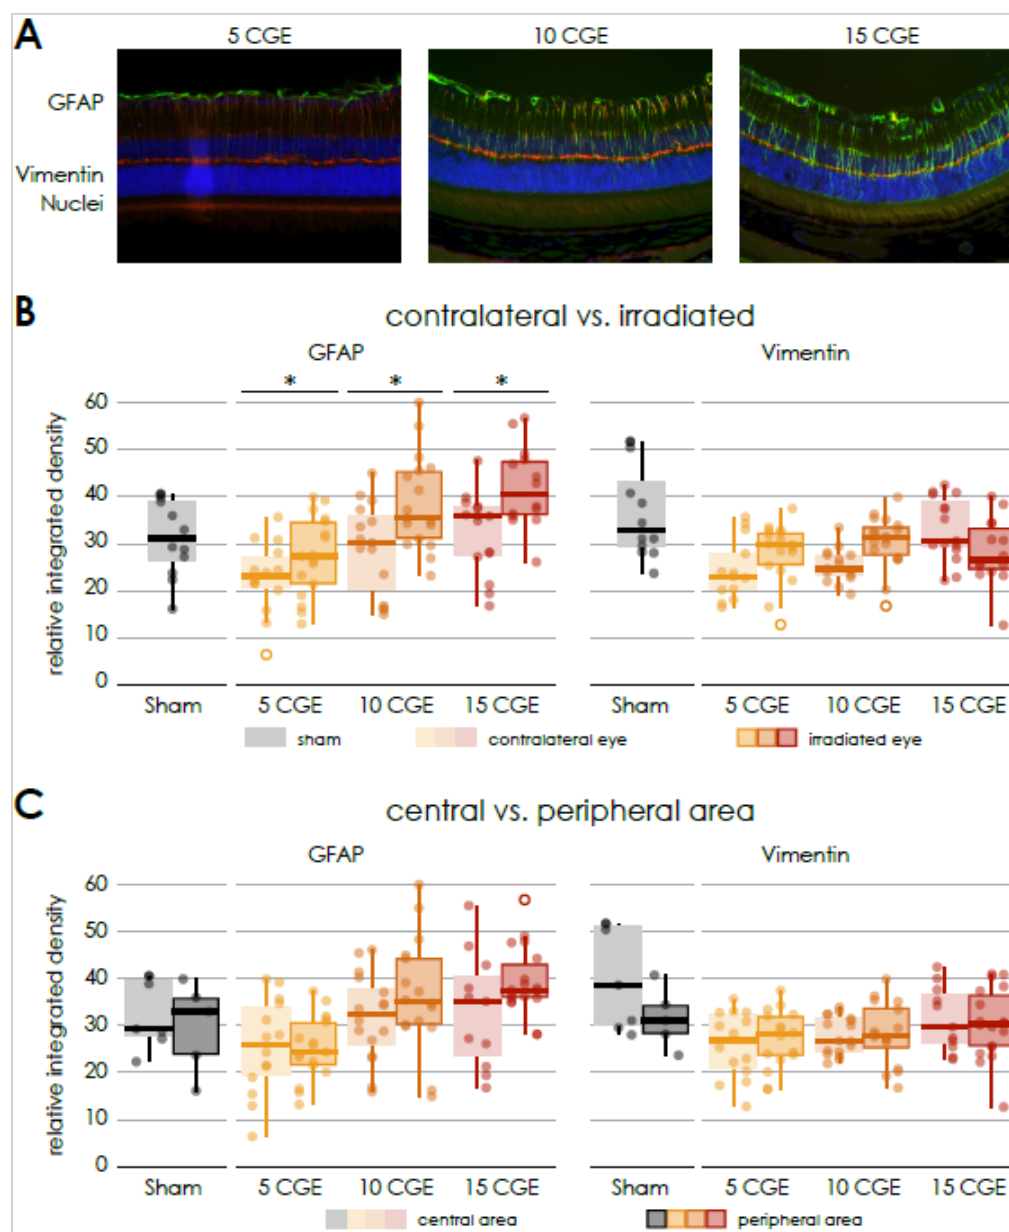 A
5 CGE 10 CGE 15 CGE
GFAP
Vimentin
Nuclei
B
contralateral vs. irradiated
GFAP Vimentin
* * *
relative integrated density
60
50
40
30
20
10
0
Sham 5 CGE 10 CGE 15 CGE Sham 5 CGE 10 CGE 15 CGE
sham contralateral eye irradiated eye
C
central vs. peripheral area
GFAP Vimentin
relative integrated density
60
50
40
30
20
10
0
Sham 5 CGE 10 CGE 15 CGE Sham 5 CGE 10 CGE 15 CGE
central area peripheral area